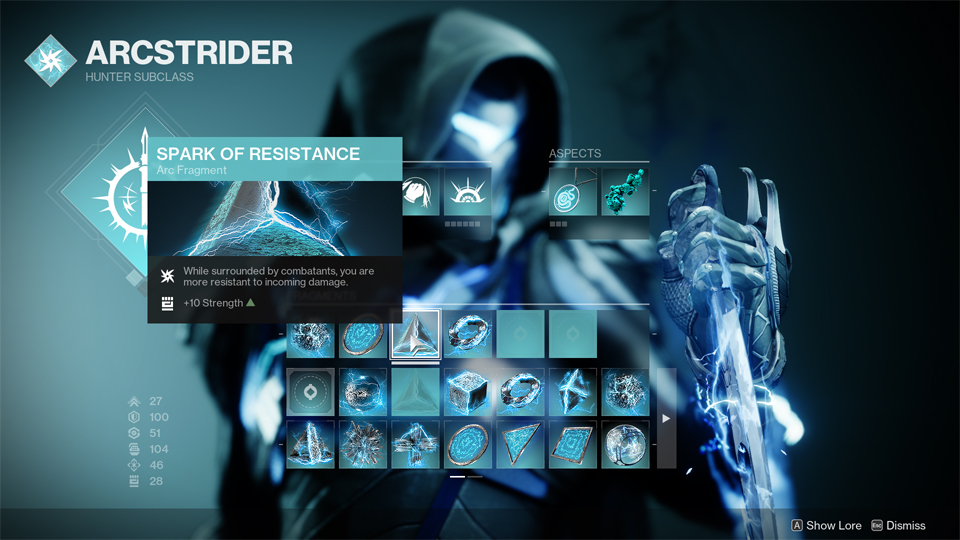 ARCSTRIDER
HUNTER SUBCLASS
SPARK OF RESISTANCE
Arc Fragment
While surrounded by combatants, you are
more resistant to incoming damage.
+10 Strength
ASPECTS
27
100
51
104
46
28
A Show Lore Esc Dismiss